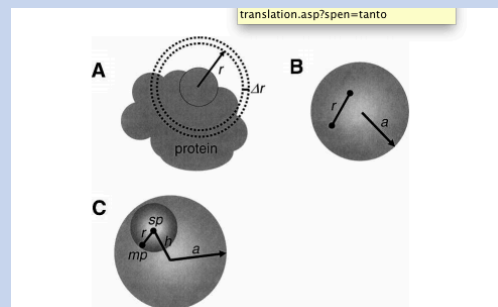 translation.asp?spen=tanto
A
r
Δr
protein
B
r
a
C
sp
r
h
mp
a